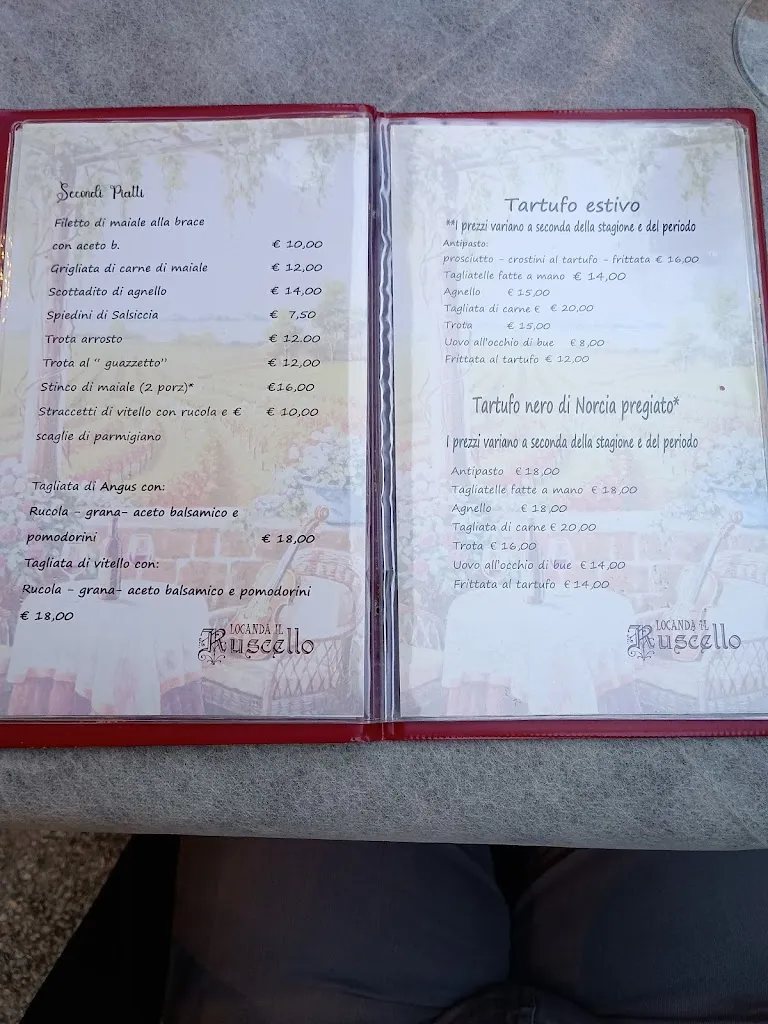 Secondi Piatti
Filetto di maiale alla brace
con aceto b. € 10,00
Grigliata di carne di maiale € 12,00
Scottadito di agnello € 14,00
Spiedini di Salsiccia € 7,50
Trota arrosto € 12.00
Trota al " guazzetto" € 12,00
Stinco di maiale (2 porz)* €16,00
Straccetti di vitello con rucola e € € 10,00
scaglie di parmigiano
Tagliata di Angus con:
Rucola - grana- aceto balsamico e
pomodorini € 18,00
Tagliata di vitello con:
Rucola - grana- aceto balsamico e pomodorini
€ 18,00
LOCANDA IL
Ruscello
Tartufo estivo
**I prezzi variano a seconda della stagione e del periodo
Antipasto:
prosciutto - crostini al tartufo - frittata € 16,00
Tagliatelle fatte a mano € 14,00
Agnello € 15,00
Tagliata di carne € € 20,00
Trota € 15,00
Uovo all'occhio di bue € 8,00
Frittata al tartufo € 12,00
Tartufo nero di Norcia pregiato*
I prezzi variano a seconda della stagione e del periodo
Antipasto € 18,00
Tagliatelle fatte a mano € 18,00
Agnello € 18,00
Tagliata di carne € 20,00
Trota € 16,00
Uovo all'occhio di bue €14,00
Frittata al tartufo €14,00
LOCANDA IL
Ruscello